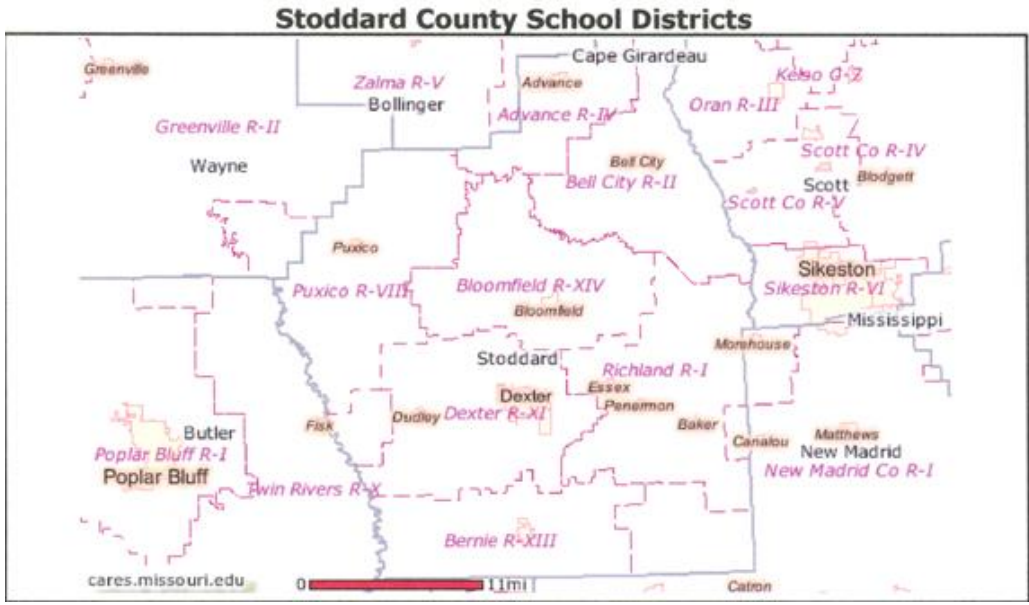 Stoddard County School Districts
Greenville
Zalma R-V
Bollinger
Cape Girardeau
Advance
Advance R-IV
Kelso C-7
Oran R-III
Greenville R-II
Wayne
Bell City
Bell City R-II
Scott Co R-IV
Scott
Blodgett
Scott Co R-V
Puxico
Puxico R-VIII
Bloomfield R-XIV
Bloomfield
Sikeston
Sikeston R-VI
Mississippi
Morehouse
Stoddard
Richland R-I
Essex
Penermon
Dexter
Dexter R-XI
Dudley
Fisk
Baker
Canalou
Matthews
New Madrid
New Madrid Co R-I
Butler
Poplar Bluff R-I
Poplar Bluff
Twin Rivers R-X
Bernie R-XIII
cares.missouri.edu
0 11mi
Catron